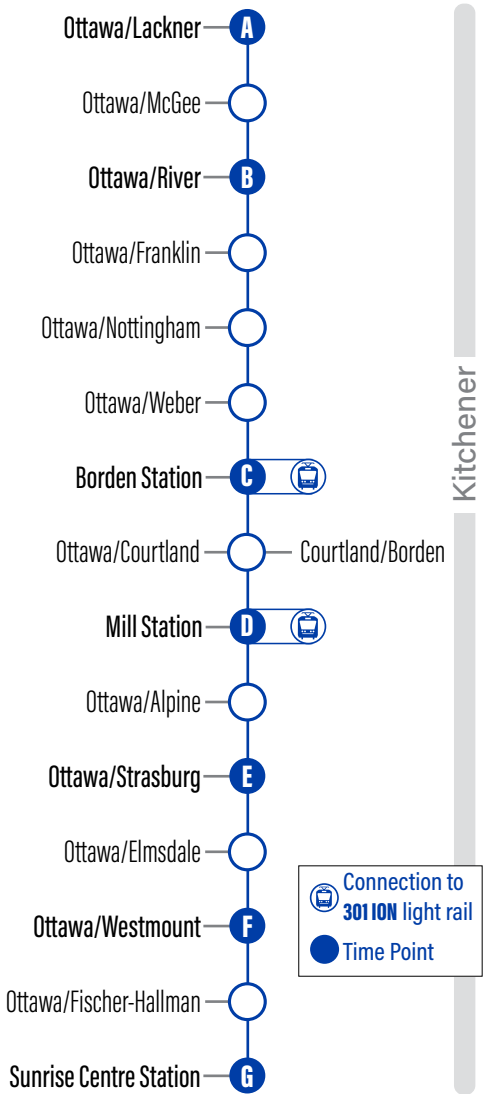 Ottawa/Lackner
A
Ottawa/McGee
Ottawa/River
B
Ottawa/Franklin
Ottawa/Nottingham
Ottawa/Weber
Kitchener
Borden Station
C
Ottawa/Courtland
Courtland/Borden
Mill Station
D
Ottawa/Alpine
Ottawa/Strasburg
E
Ottawa/Elmsdale
Ottawa/Westmount
F
Ottawa/Fischer-Hallman
Sunrise Centre Station
G
Connection to
301 ION light rail
Time Point